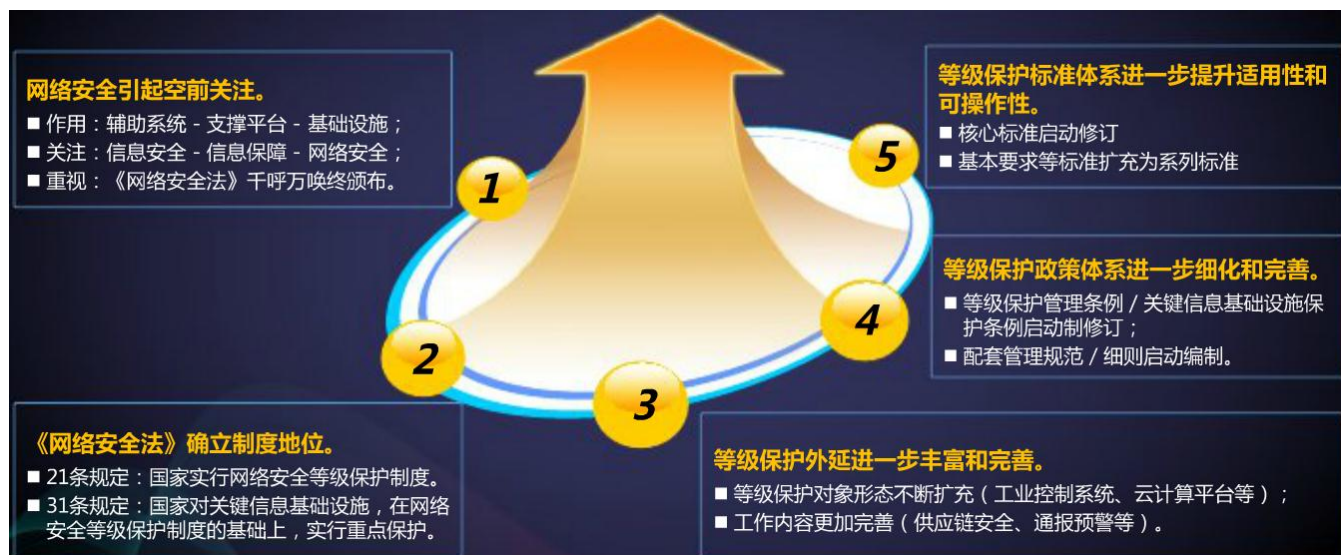 网络安全引起空前关注。
■ 作用：辅助系统 - 支撑平台 - 基础设施；
■ 关注：信息安全 - 信息保障 - 网络安全；
■ 重视：《网络安全法》千呼万唤终颁布。
1
2
《网络安全法》确立制度地位。
■ 21条规定：国家实行网络安全等级保护制度。
■ 31条规定：国家对关键信息基础设施，在网络
安全等级保护制度的基础上，实行重点保护。
3
等级保护外延进一步丰富和完善。
■ 等级保护对象形态不断扩充（工业控制系统、云计算平台等）；
■ 工作内容更加完善（供应链安全、通报预警等）。
4
等级保护政策体系进一步细化和完善。
■ 等级保护管理条例 / 关键信息基础设施保
护条例启动制修订；
■ 配套管理规范 / 细则启动编制。
5
等级保护标准体系进一步提升适用性和
可操作性。
■ 核心标准启动修订
■ 基本要求等标准扩充为系列标准